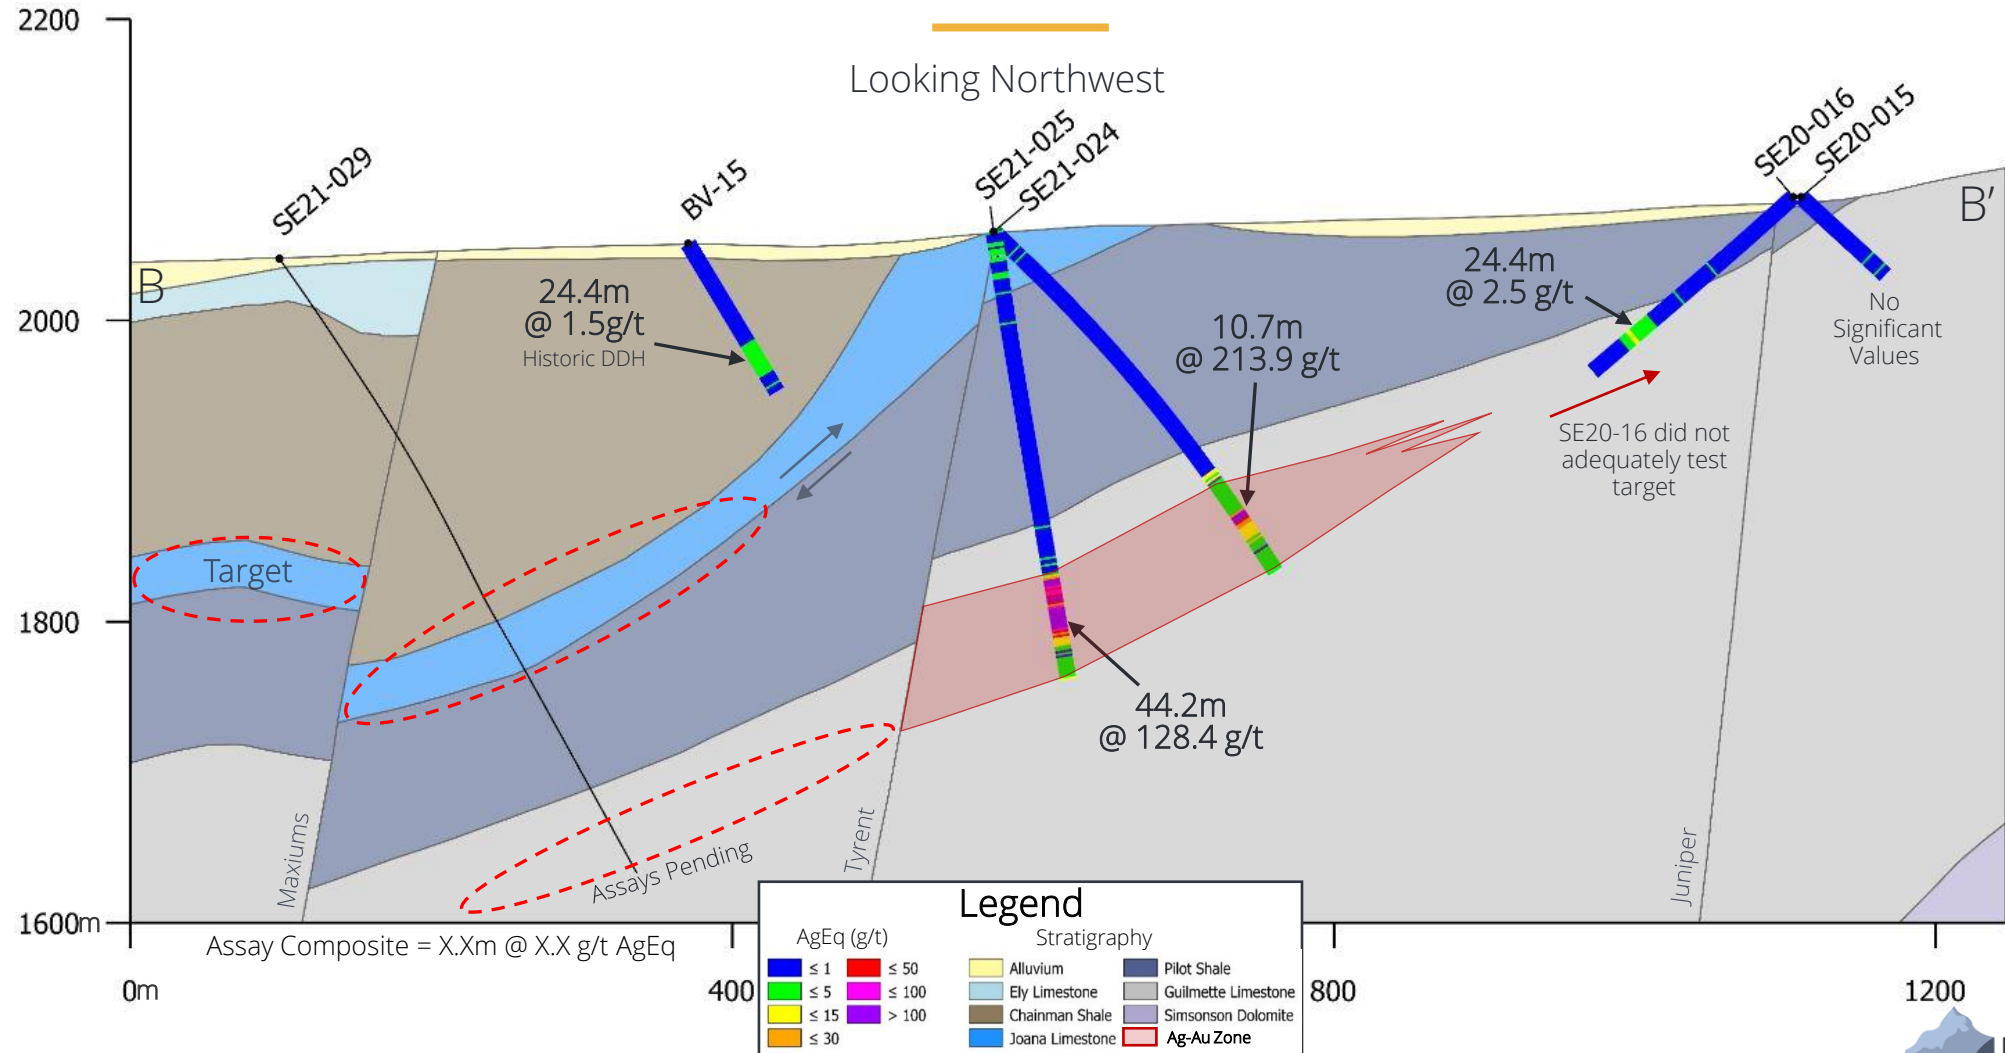 2200
Looking Northwest
SE21-029
BV-15
SE21-025
SE21-024
SE20-016
SE20-015
B
B'
24.4m
@ 1.5g/t
Historic DDH
24.4m
@ 2.5 g/t
10.7m
@ 213.9 g/t
No
Significant
Values
2000
SE20-16 did not
adequately test
target
Target
1800
44.2m
@ 128.4 g/t
Maxiums
Assays Pending
Tyrent
Juniper
1600m
Assay Composite = X.Xm @ X.X g/t AgEq
0m
400
800
1200
Legend
AgEq (g/t)
≤ 1
≤ 5
≤ 15
≤ 30
≤ 50
≤ 100
> 100
Stratigraphy
Alluvium
Ely Limestone
Chainman Shale
Joana Limestone
Pilot Shale
Guilmette Limestone
Simsonson Dolomite
Ag-Au Zone